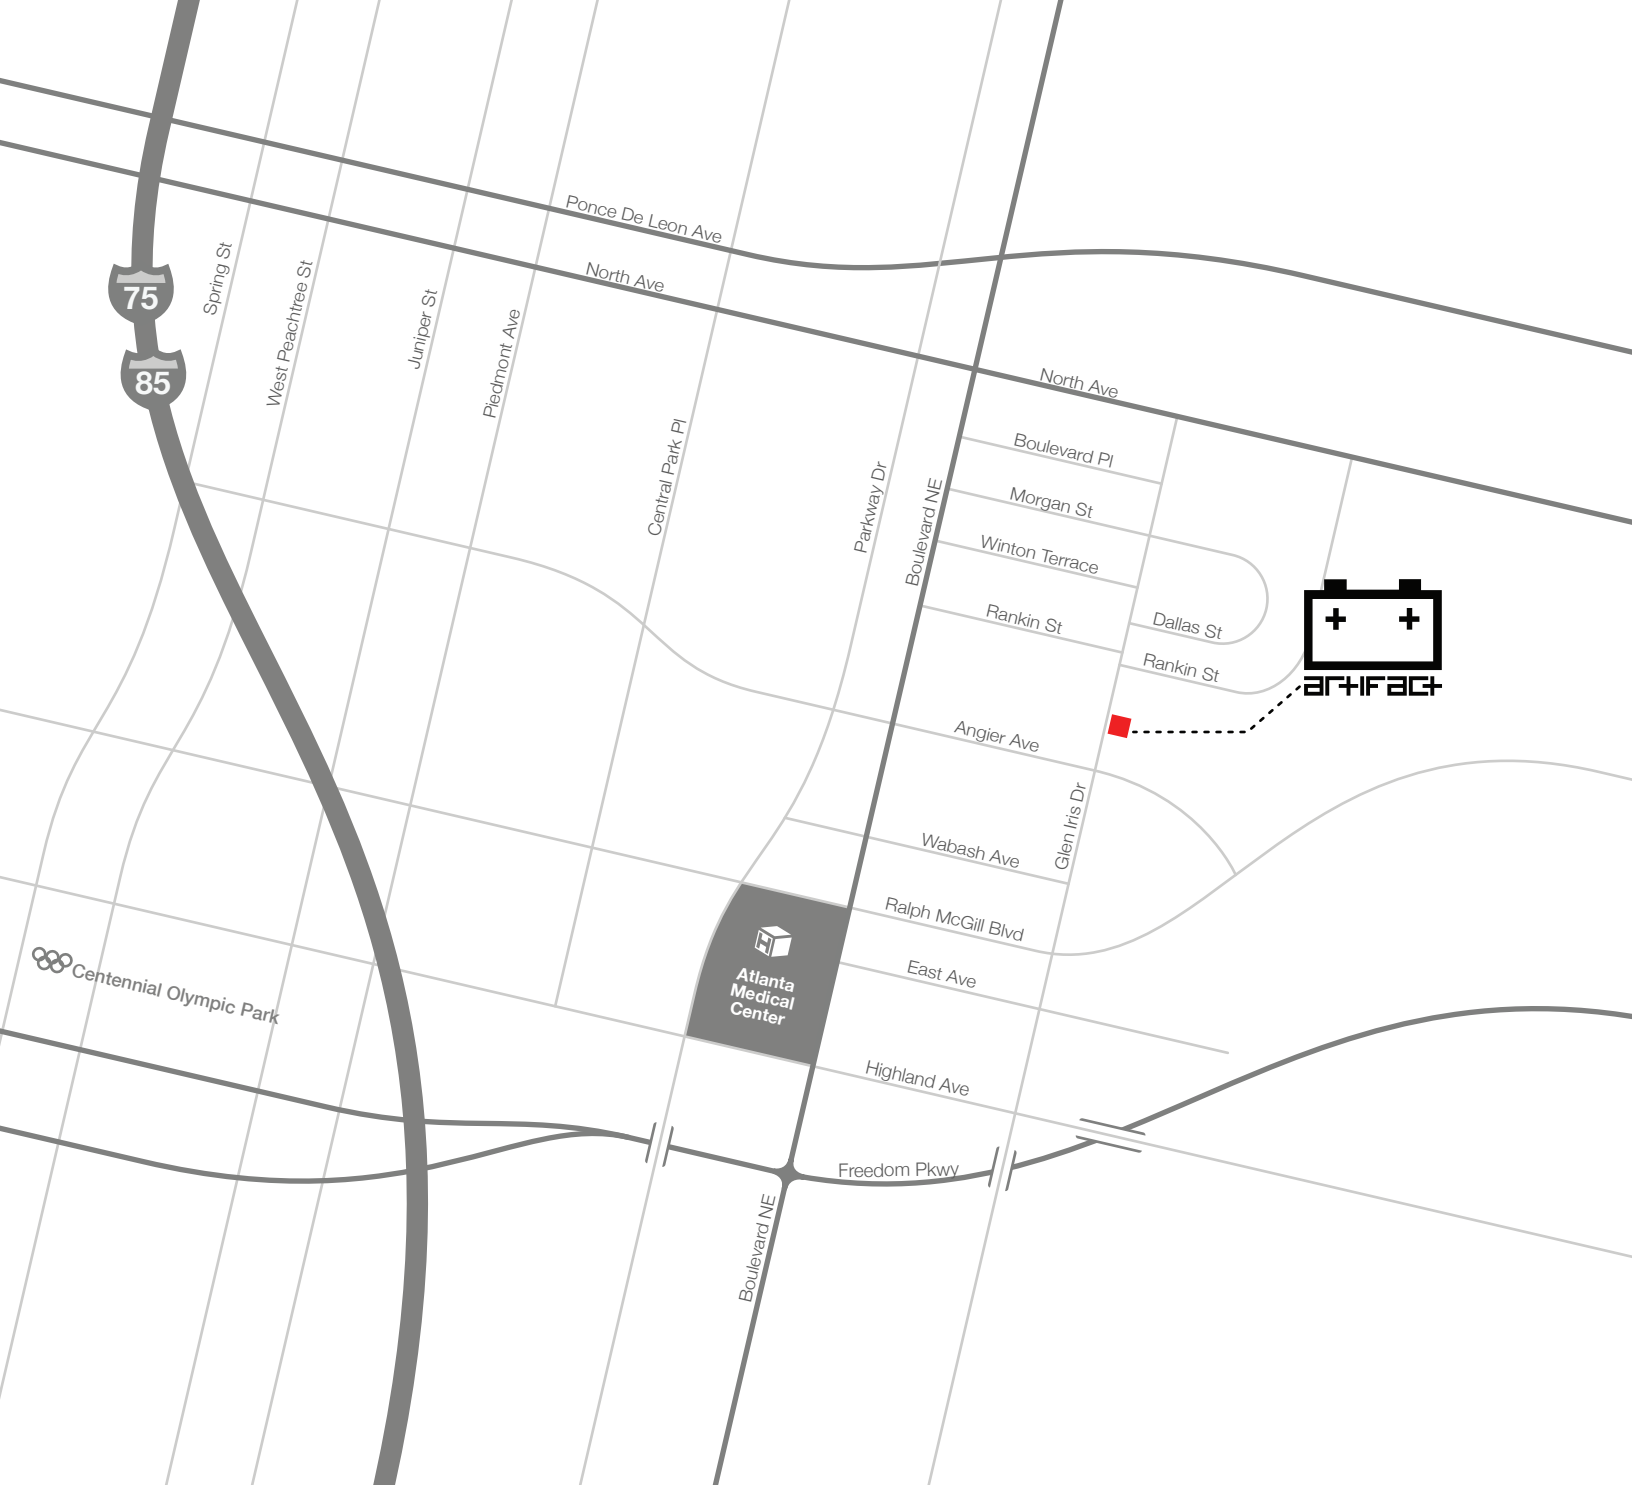 Ponce De Leon Ave
North Ave
Spring St
West Peachtree St
Juniper St
Piedmont Ave
75
85
North Ave
Central Park Pl
Parkway Dr
Boulevard NE
Boulevard Pl
Morgan St
Winton Terrace
Rankin St
Dallas St
Rankin St
artifact
Angier Ave
Glen Iris Dr
Wabash Ave
Ralph McGill Blvd
East Ave
Atlanta
Medical
Center
Centennial Olympic Park
Highland Ave
Freedom Pkwy
Boulevard NE